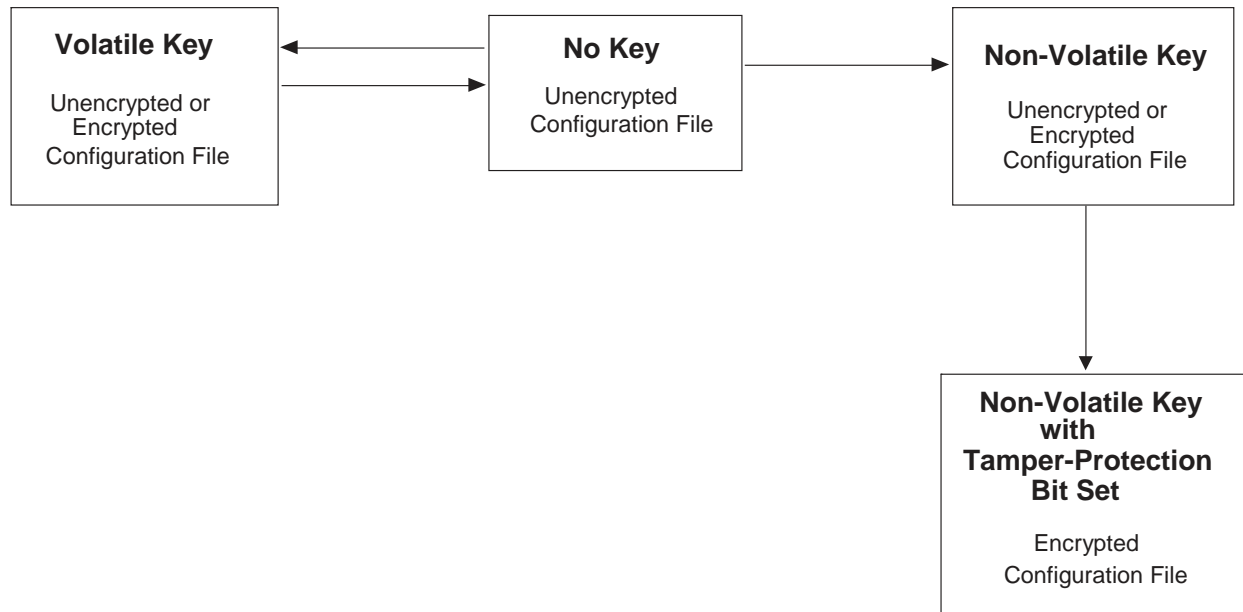 Volatile Key
Unencrypted or
Encrypted
Configuration File
No Key
Unencrypted
Configuration File
Non-Volatile Key
Unencrypted or
Encrypted
Configuration File
Non-Volatile Key
with
Tamper-Protection
Bit Set
Encrypted
Configuration File